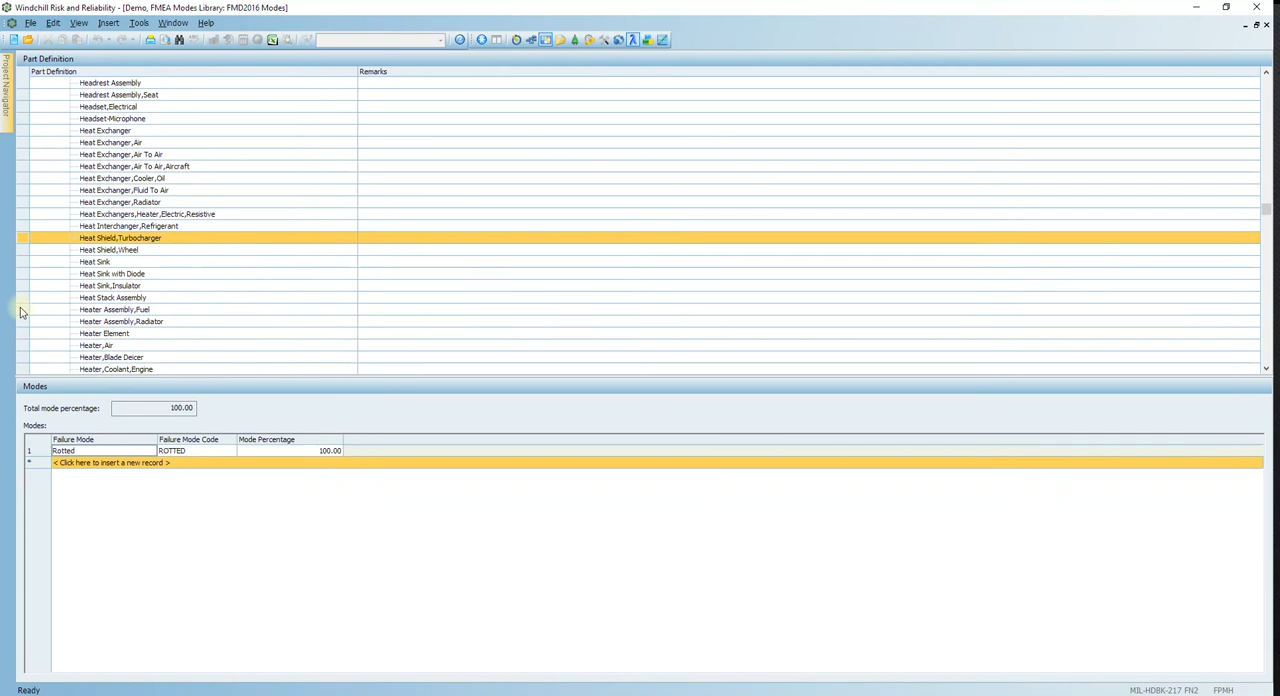 Windchill Risk and Reliability - [Demo, FMEA Modes Library: FMD2016 Modes]
File Edit View Insert Tools Window Help
Project Navigator
Part Definition
Part Definition Remarks
Headrest Assembly
Headrest Assembly,Seat
Headset,Electrical
Headset-Microphone
Heat Exchanger
Heat Exchanger,Air
Heat Exchanger,Air To Air
Heat Exchanger,Air To Air,Aircraft
Heat Exchanger,Cooler,Oil
Heat Exchanger,Fluid To Air
Heat Exchanger,Radiator
Heat Exchangers,Heater,Electric,Resistive
Heat Interchanger,Refrigerant
Heat Shield,Turbocharger
Heat Shield,Wheel
Heat Sink
Heat Sink with Diode
Heat Sink,Insulator
Heat Stack Assembly
Heater Assembly,Fuel
Heater Assembly,Radiator
Heater Element
Heater,Air
Heater,Blade Deicer
Heater,Coolant,Engine
Modes
Total mode percentage: 100.00
Modes:
Failure Mode Failure Mode Code Mode Percentage
1 Rotted ROTTED 100.00
* < Click here to insert a new record >
Ready MIL-HDBK-217 FN2 FPMH